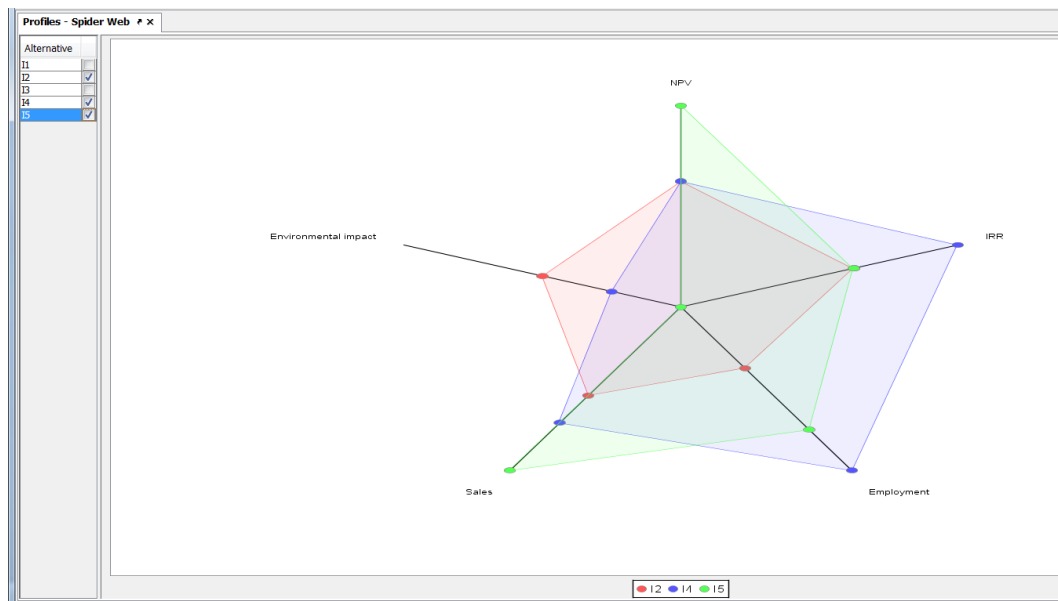 Profiles - Spider Web
Alternative
I1
I2
I3
I4
I5
NPV
Environmental impact
IRR
Sales
Employment
I2 I4 I5